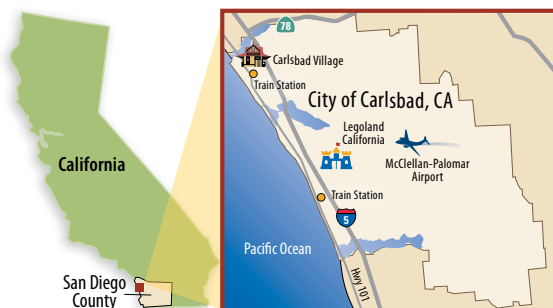 California
San Diego
County
78
Carlsbad Village
Train Station
City of Carlsbad, CA
Legoland
California
McClellan-Palomar
Airport
Train Station
5
Pacific Ocean
Hwy 101